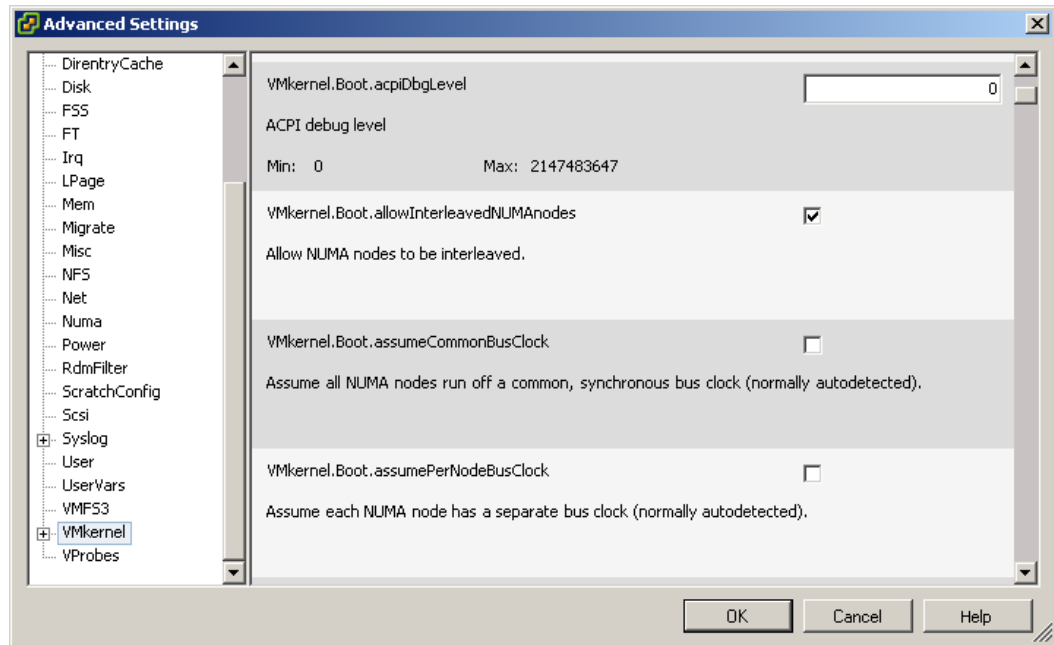 Advanced Settings
DirentryCache
Disk
FSS
FT
Irq
LPage
Mem
Migrate
Misc
NFS
Net
Numa
Power
RdmFilter
ScratchConfig
Scsi
Syslog
User
UserVars
VMFS3
VMkernel
VProbes
VMkernel.Boot.acpiDbgLevel
0
ACPI debug level
Min: 0 Max: 2147483647
VMkernel.Boot.allowInterleavedNUMAnodes
Allow NUMA nodes to be interleaved.
VMkernel.Boot.assumeCommonBusClock
Assume all NUMA nodes run off a common, synchronous bus clock (normally autodetected).
VMkernel.Boot.assumePerNodeBusClock
Assume each NUMA node has a separate bus clock (normally autodetected).
OK Cancel Help